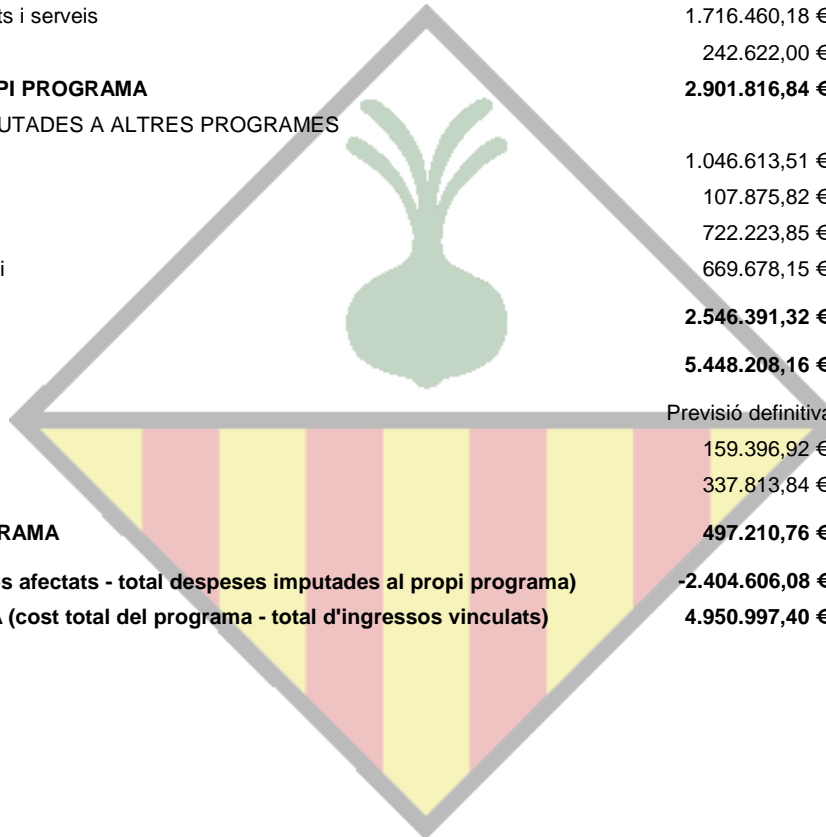 ts i serveis 1.716.460,18 €
242.622,00 €
PI PROGRAMA 2.901.816,84 €
UTADES A ALTRES PROGRAMES
1.046.613,51 €
107.875,82 €
722.223,85 €
i 669.678,15 €
2.546.391,32 €
5.448.208,16 €
Previsió definitiva
159.396,92 €
337.813,84 €
RAMA 497.210,76 €
s afectats - total despeses imputades al propi programa) -2.404.606,08 €
(cost total del programa - total d'ingressos vinculats) 4.950.997,40 €